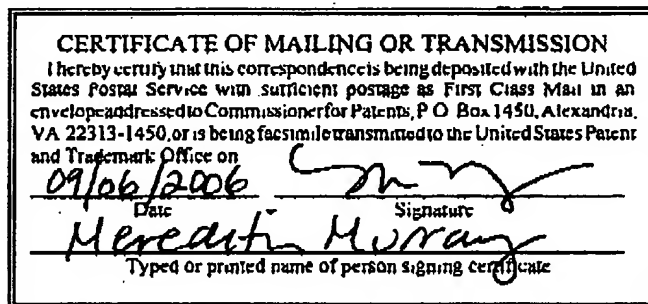 CERTIFICATE OF MAILING OR TRANSMISSION
I hereby certify that this correspondence is being deposited with the United
States Postal Service with sufficient postage as First Class Mail in an
envelope addressed to Commissioner for Patents, P O Box 1450, Alexandria,
VA 22313-1450, or is being facsimile transmitted to the United States Patent
and Trademark Office on
09/06/2006
Date Signature
Meredith Murray
Typed or printed name of person signing certificate